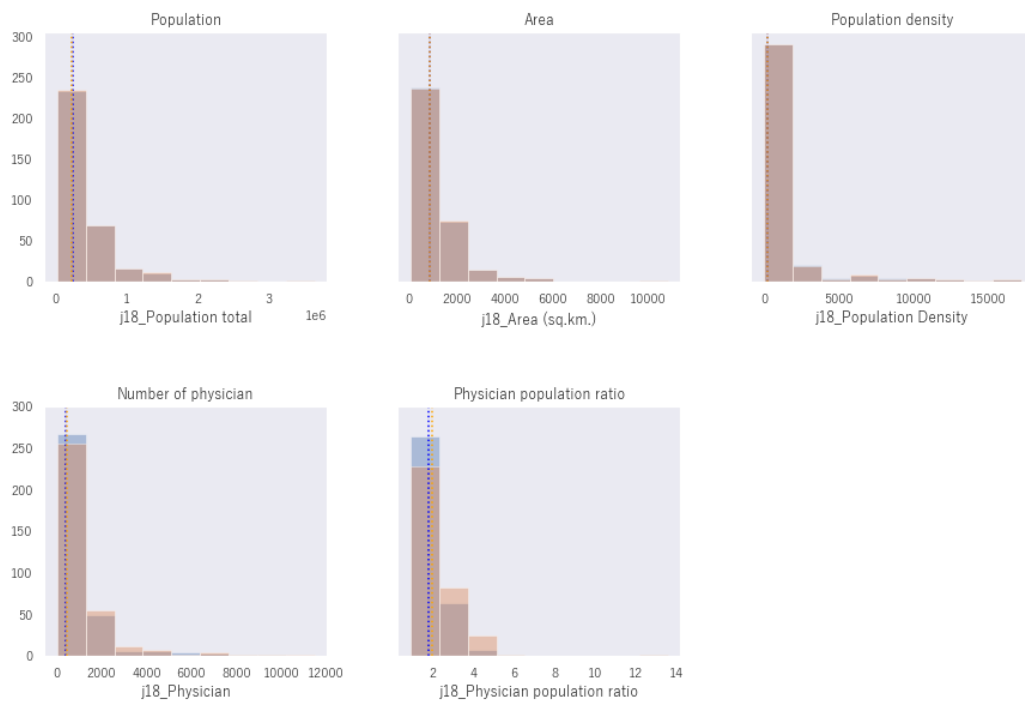 Population
Area
Population density
300
250
200
150
100
50
0
0 1 2 3
1e6
j18_Population total
0 2000 4000 6000 8000 10000
j18_Area (sq.km.)
0 5000 10000 15000
j18_Population Density
Number of physician
Physician population ratio
300
250
200
150
100
50
0
0 2000 4000 6000 8000 10000 12000
j18_Physician
2 4 6 8 10 12 14
j18_Physician population ratio